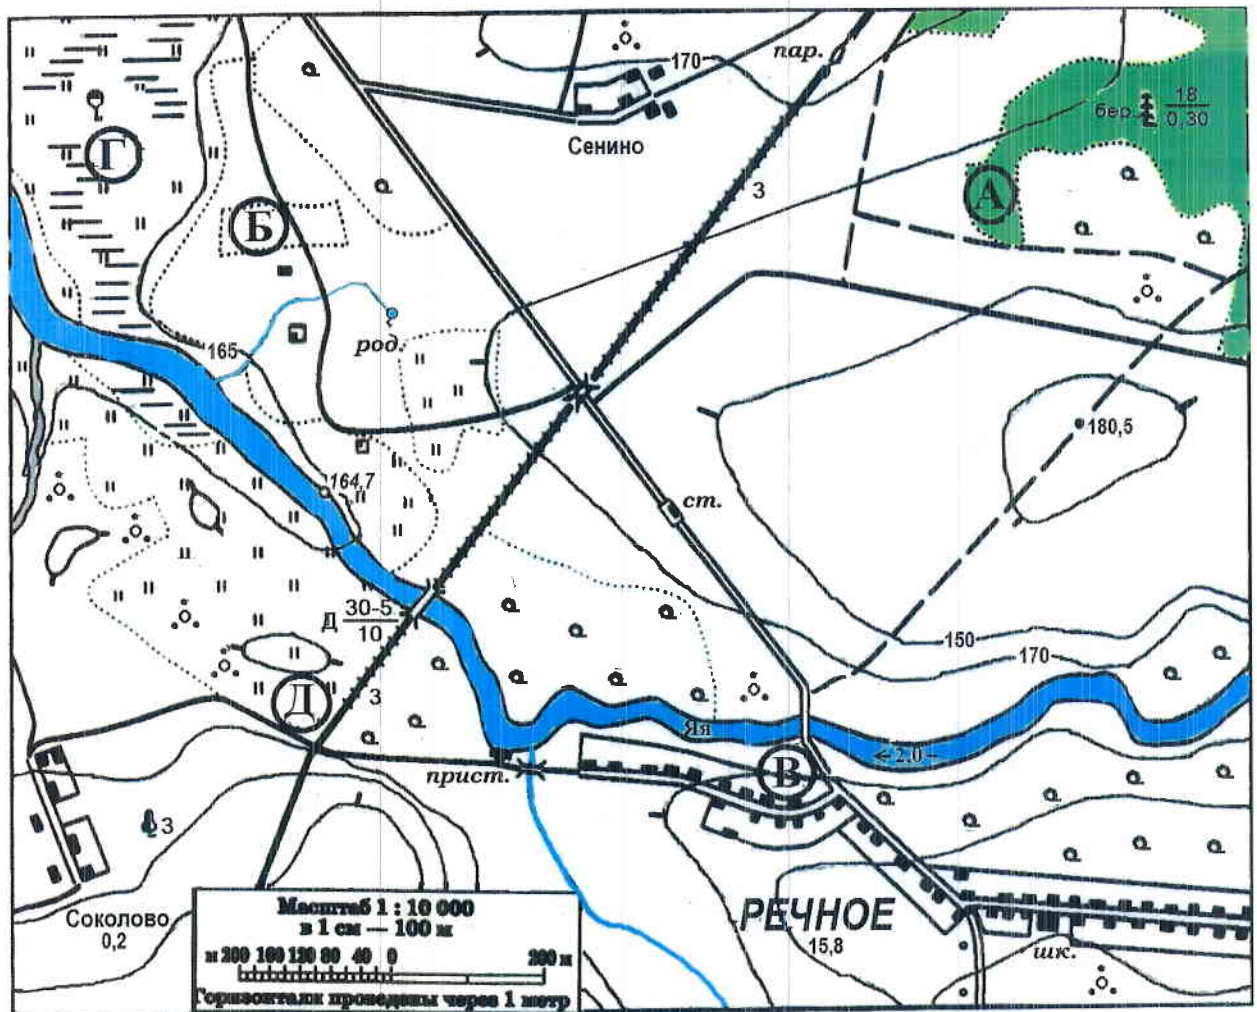 пар.
170
18
бер. 0,30
Сенино
Г
3
А
Б
род.
165
180,5
164,7
ст.
Д 30-5
10
150
170
Д
3
Яя
2,0
В
прист.
3
Соколово
0,2
Масштаб 1 : 10 000
в 1 см — 100 м
м 200 160 120 80 40 0 200 м
Горизонтали проведены через 1 метр
РЕЧНОЕ
15,8
шк.